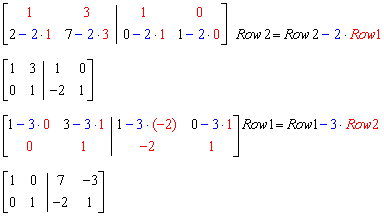 [ 1 3 | 1 0 ]
[ 2 − 2·1 7 − 2·3 | 0 − 2·1 1 − 2·0 ] Row 2 = Row 2 − 2 · Row1
[ 1 3 | 1 0 ]
[ 0 1 | −2 1 ]
[ 1 − 3·0 3 − 3·1 | 1 − 3·(−2) 0 − 3·1 ] Row1 = Row1 − 3 · Row2
[ 0 1 | −2 1 ]
[ 1 0 | 7 −3 ]
[ 0 1 | −2 1 ]